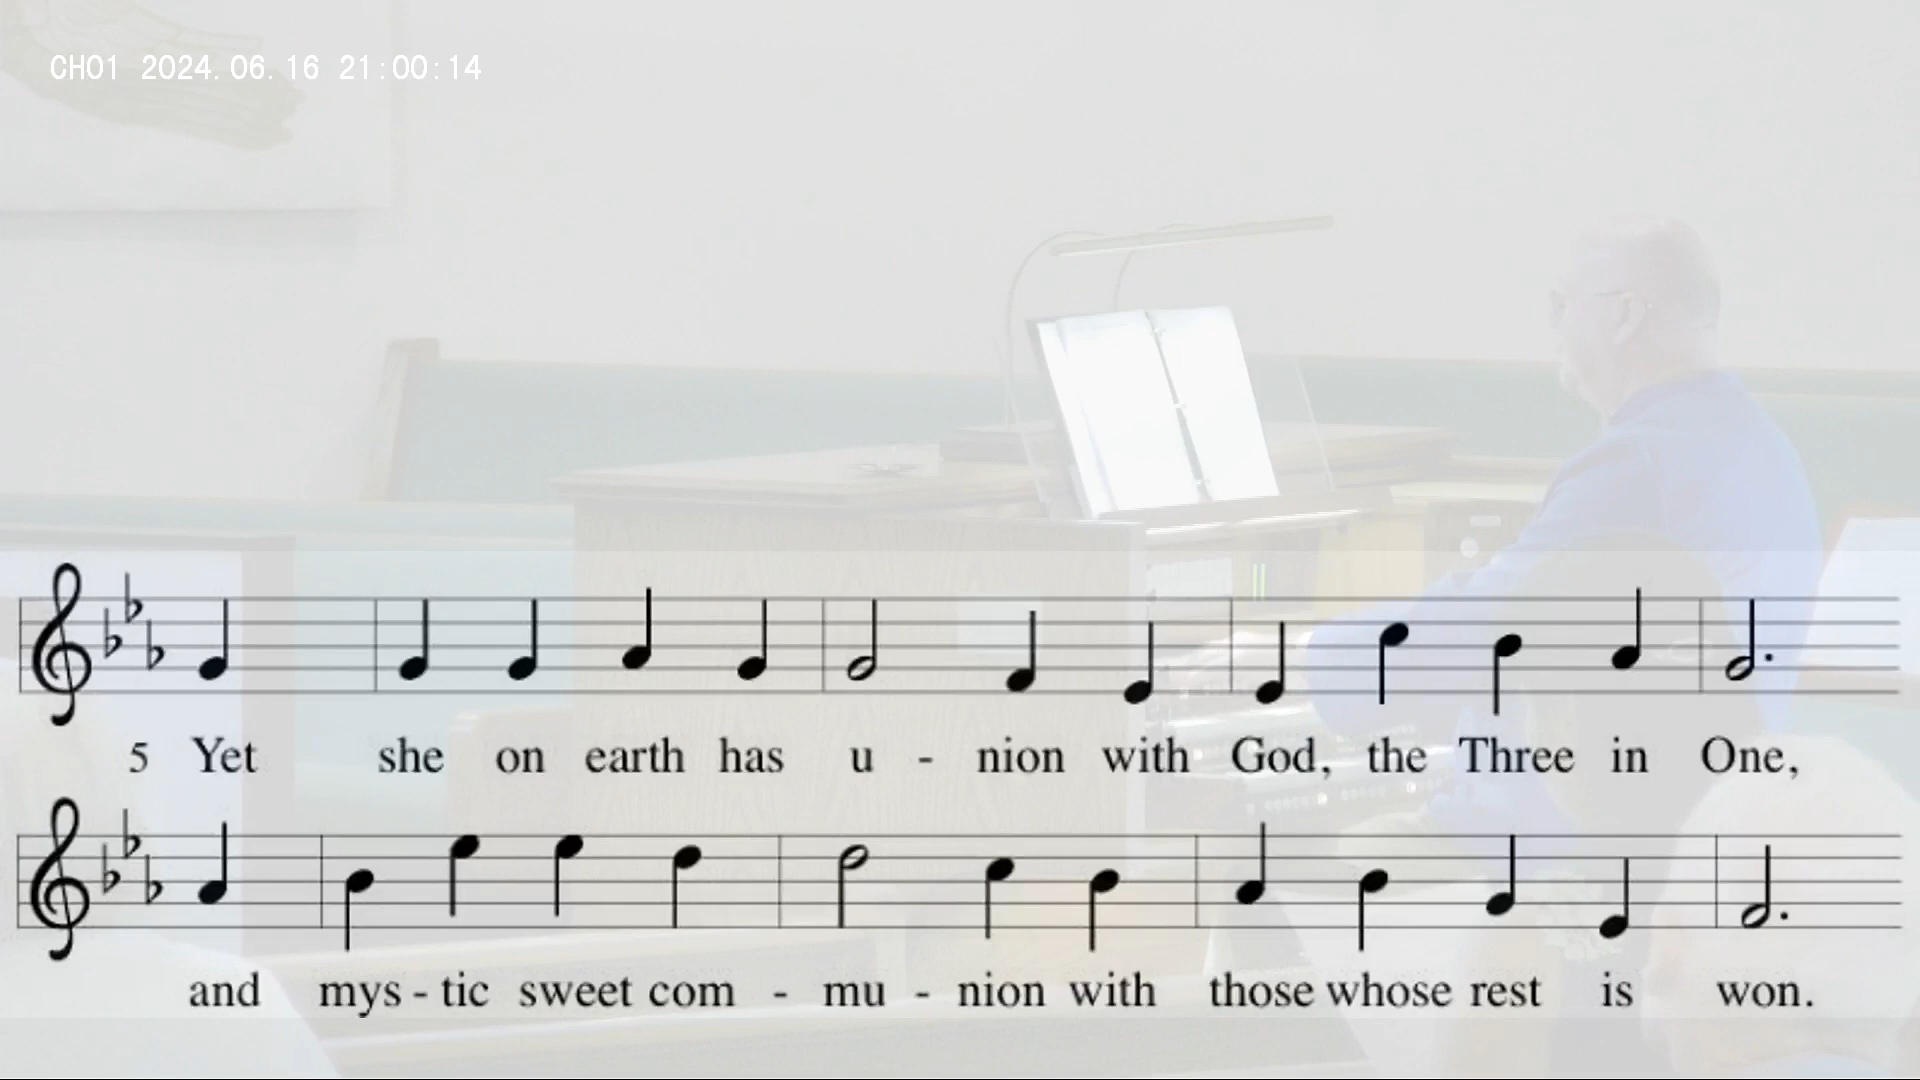 CH01 2024.06.16 21:00:14
5 Yet she on earth has u - nion with God, the Three in One,
and mys - tic sweet com - mu - nion with those whose rest is won.